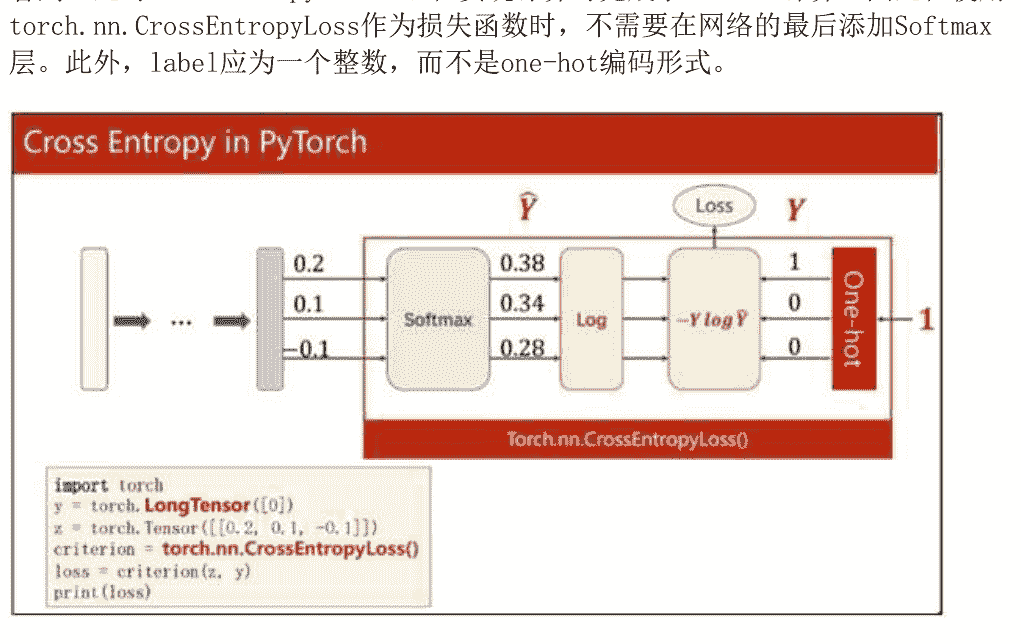 torch.nn.CrossEntropyLoss作为损失函数时，不需要在网络的最后添加Softmax
层。此外，label应为一个整数，而不是one-hot编码形式。
Cross Entropy in PyTorch
Ŷ
Loss
Y
0.2
0.38
1
0.1
Softmax
0.34
Log
-Y log Ŷ
0
One-hot
1
-0.1
0.28
0
Torch.nn.CrossEntropyLoss()
import torch
y = torch.LongTensor([0])
z = torch.Tensor([[0.2, 0.1, -0.1]])
criterion = torch.nn.CrossEntropyLoss()
loss = criterion(z, y)
print(loss)